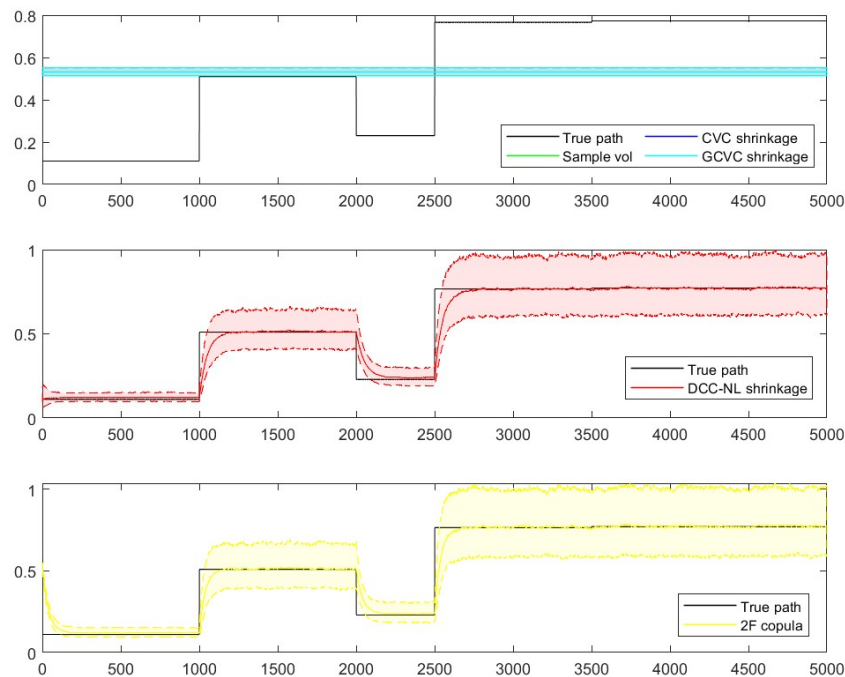 0.8
0.6
0.4
0.2
0
True path
CVC shrinkage
Sample vol
GCVC shrinkage
0 500 1000 1500 2000 2500 3000 3500 4000 4500 5000
1
0.5
0
True path
DCC-NL shrinkage
0 500 1000 1500 2000 2500 3000 3500 4000 4500 5000
1
0.5
0
True path
2F copula
0 500 1000 1500 2000 2500 3000 3500 4000 4500 5000